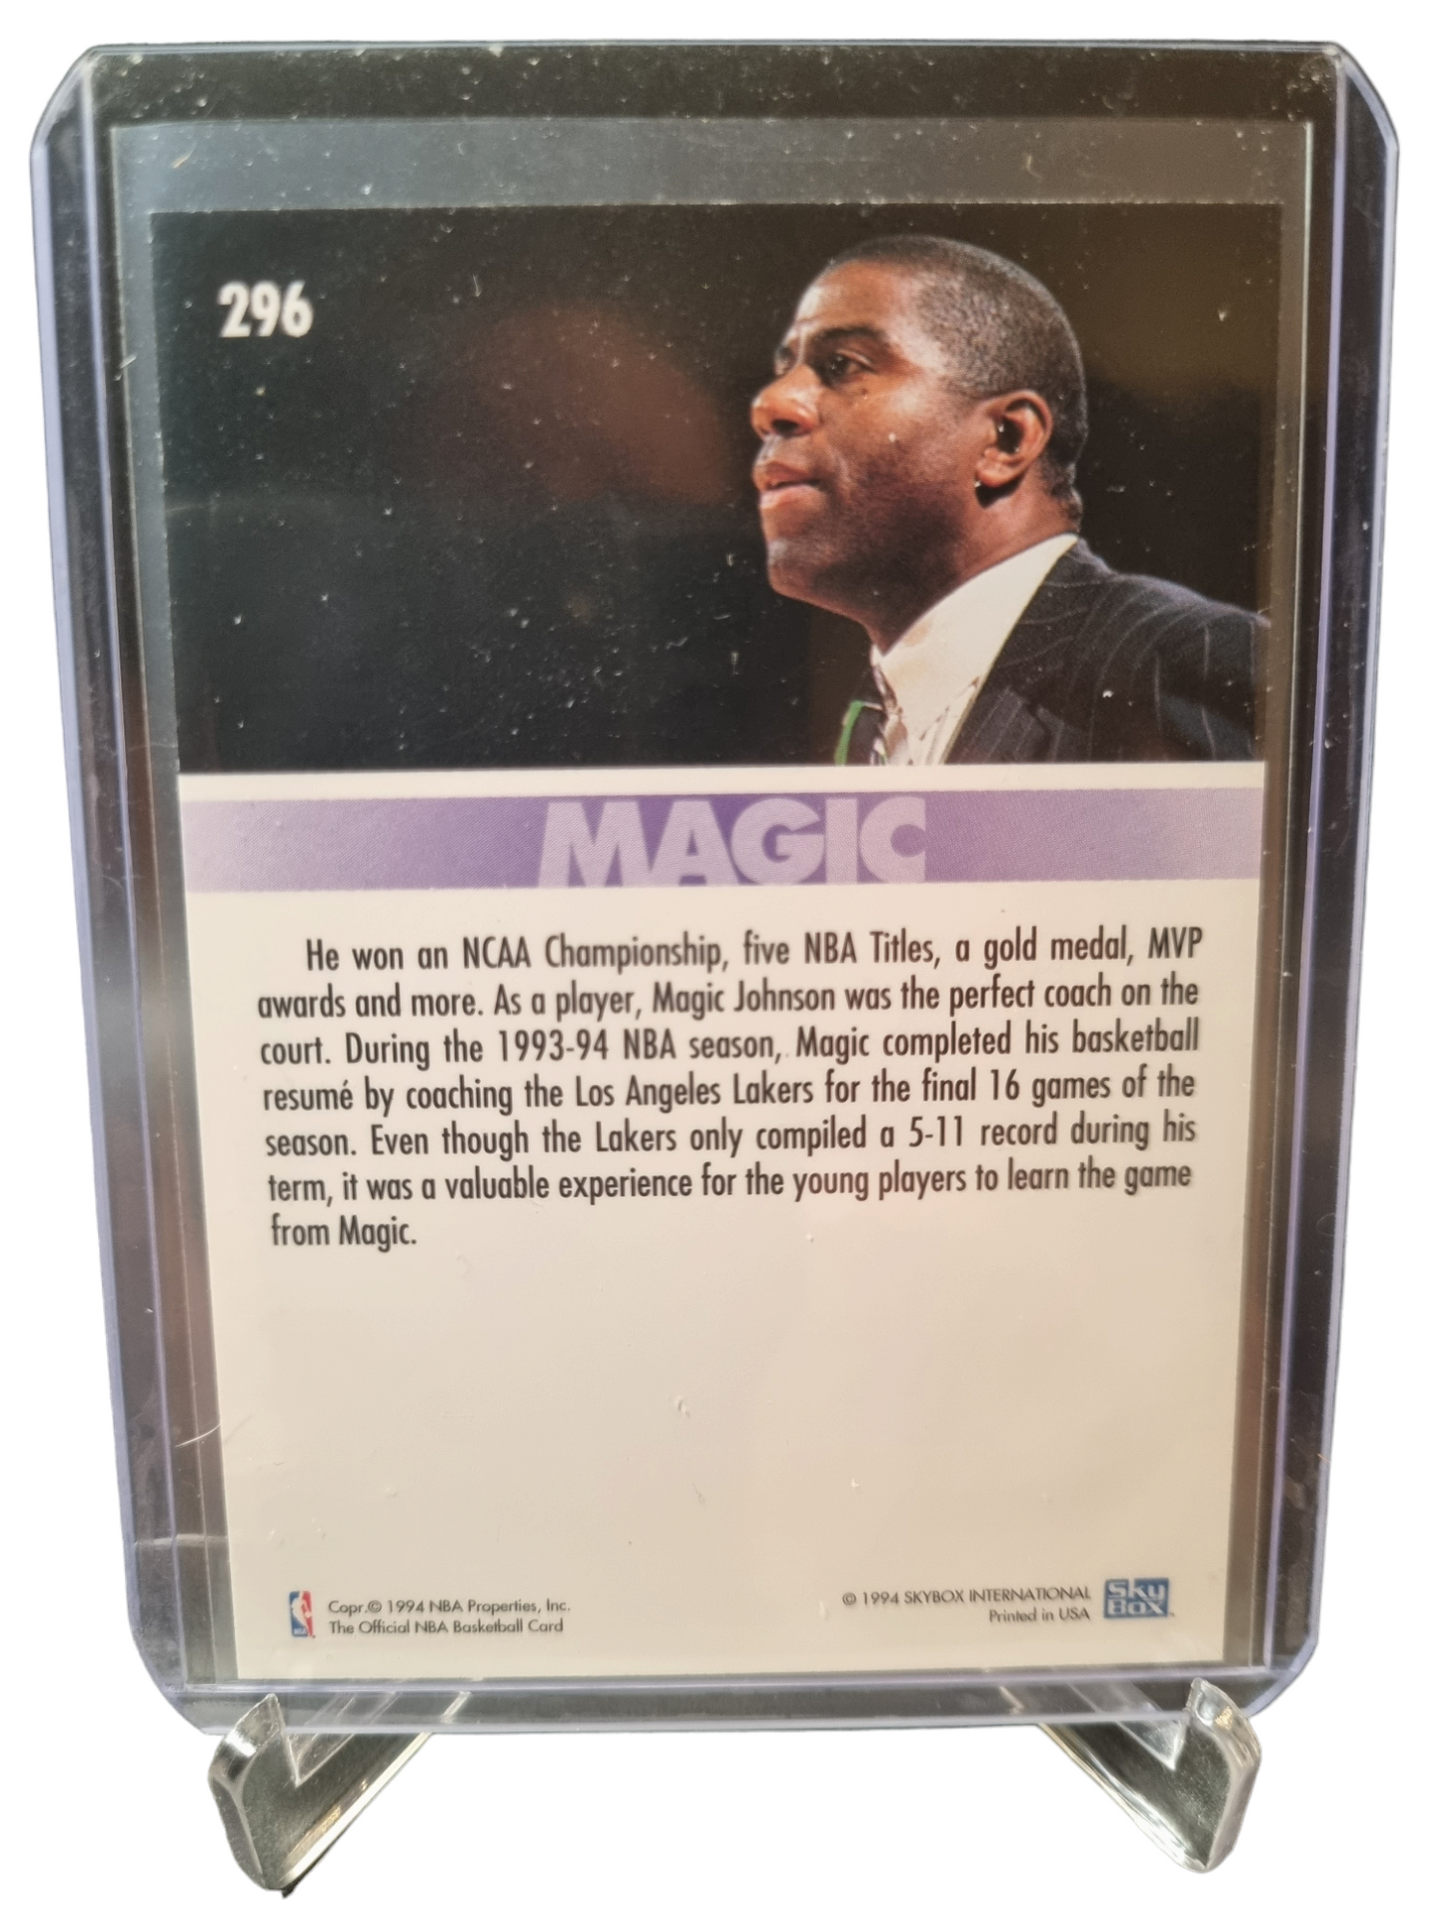 296
MAGIC
He won an NCAA Championship, five NBA Titles, a gold medal, MVP
awards and more. As a player, Magic Johnson was the perfect coach on the
court. During the 1993-94 NBA season, Magic completed his basketball
resumé by coaching the Los Angeles Lakers for the final 16 games of the
season. Even though the Lakers only compiled a 5-11 record during his
term, it was a valuable experience for the young players to learn the game
from Magic.
Copr.© 1994 NBA Properties, Inc.
The Official NBA Basketball Card
© 1994 SKYBOX INTERNATIONAL
Printed in USA
Sky
Box
NBA